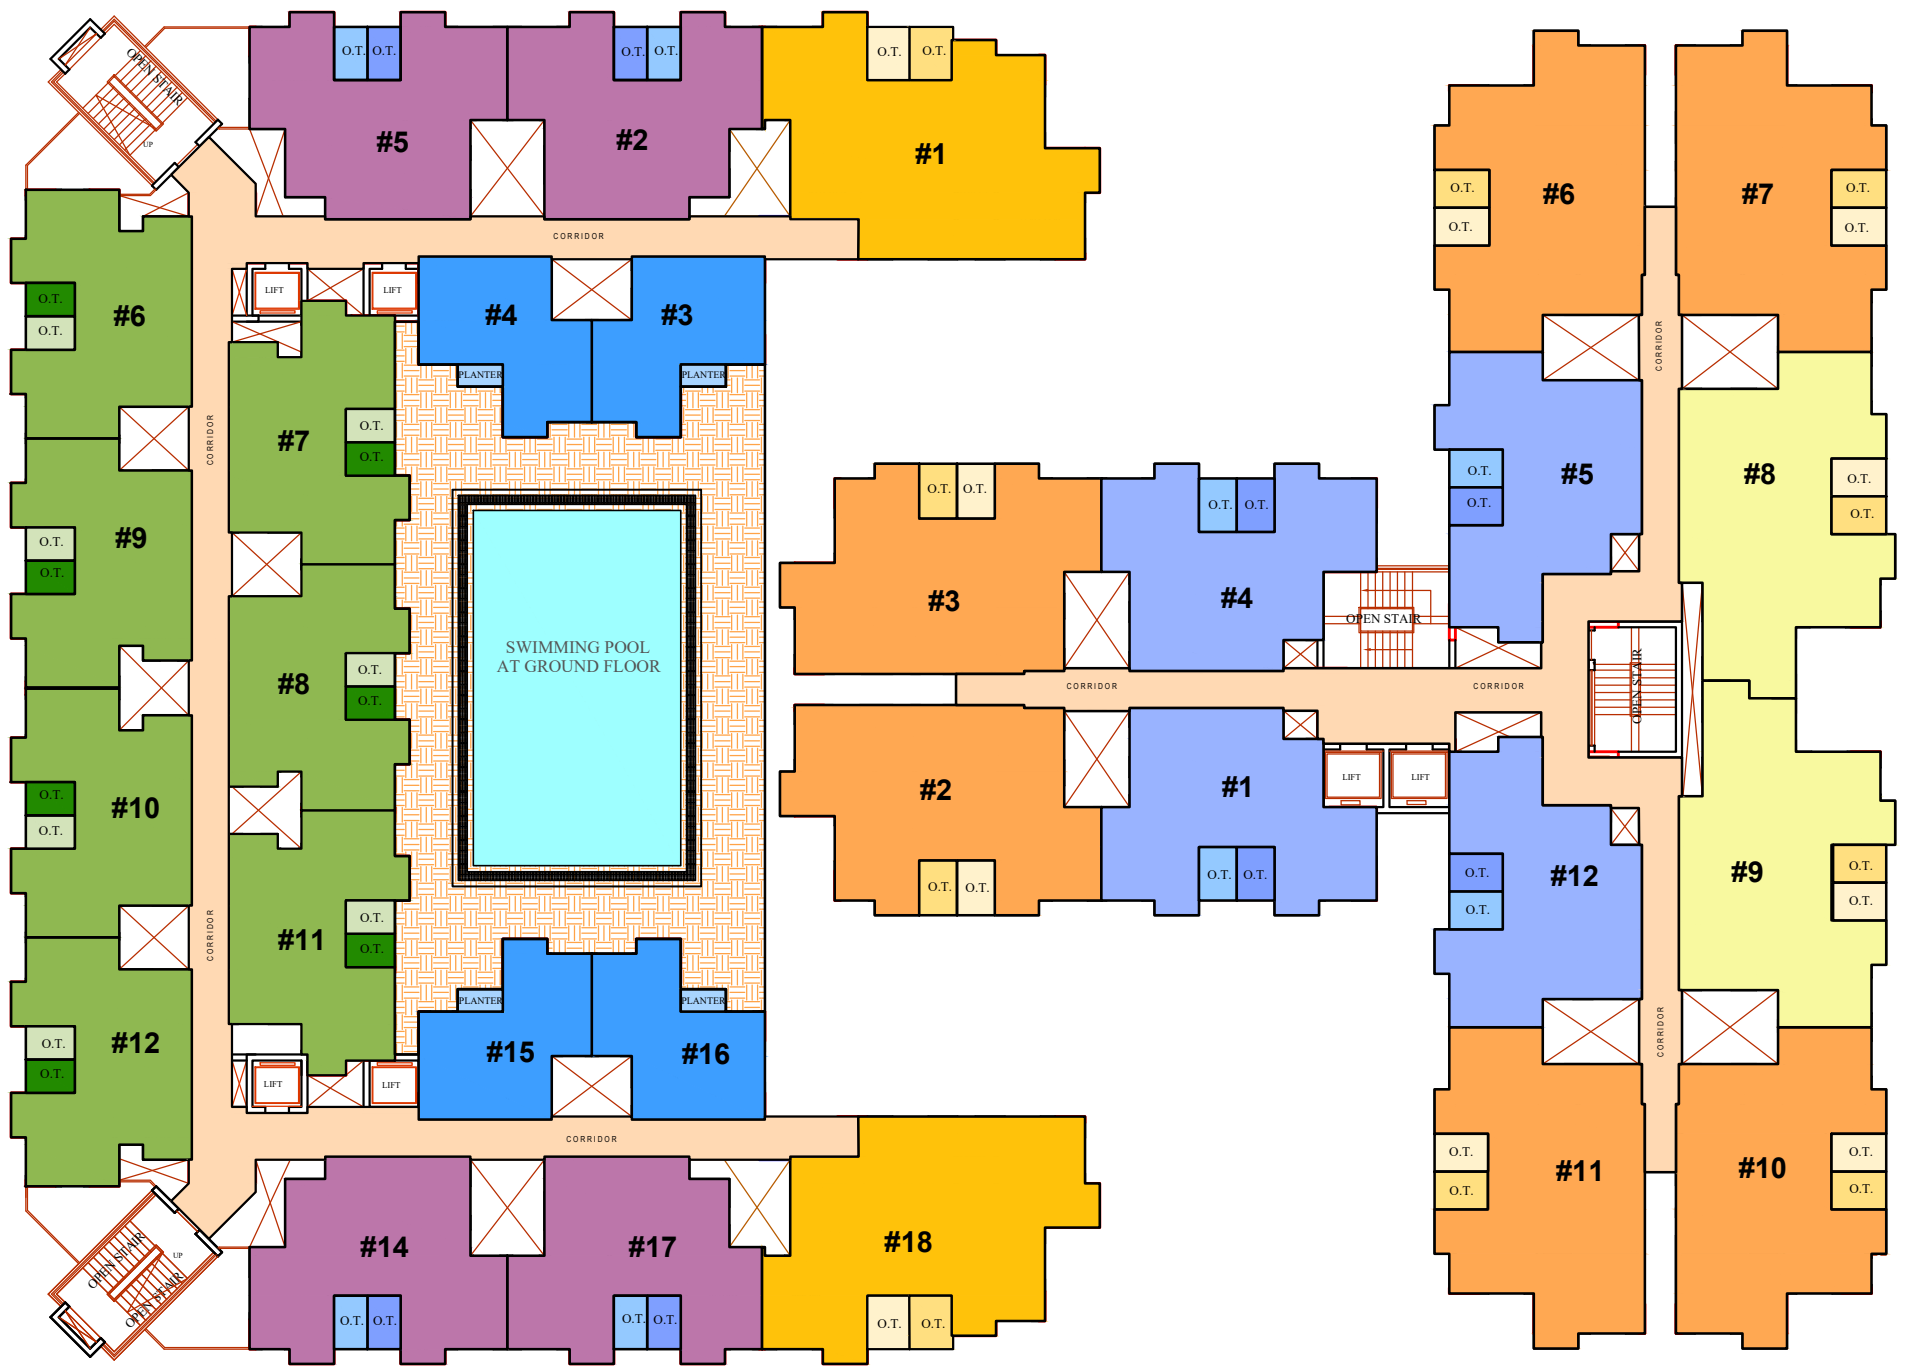 O.T. O.T.
O.T. O.T.
O.T. O.T.
OPEN STAIR
UP
#5
#2
#1
O.T.
O.T.
#6
#7
O.T.
O.T.
CORRIDOR
LIFT
LIFT
#6
O.T.
O.T.
#4
#3
PLANTER
PLANTER
CORRIDOR
CORRIDOR
#7
O.T.
O.T.
#9
O.T.
O.T.
SWIMMING POOL
AT GROUND FLOOR
#8
O.T.
O.T.
#10
O.T.
O.T.
#11
O.T.
O.T.
CORRIDOR
#12
O.T.
O.T.
PLANTER
PLANTER
#15
#16
LIFT
LIFT
CORRIDOR
OPEN STAIR
OPEN STAIR
UP
#14
#17
#18
O.T. O.T.
O.T. O.T.
O.T. O.T.
O.T. O.T.
#3
O.T. O.T.
#4
OPEN STAIR
CORRIDOR
CORRIDOR
#2
O.T. O.T.
#1
O.T. O.T.
LIFT
LIFT
#5
O.T.
O.T.
#8
O.T.
O.T.
OPEN STAIR
#12
O.T.
O.T.
#9
O.T.
O.T.
CORRIDOR
#11
O.T.
O.T.
#10
O.T.
O.T.